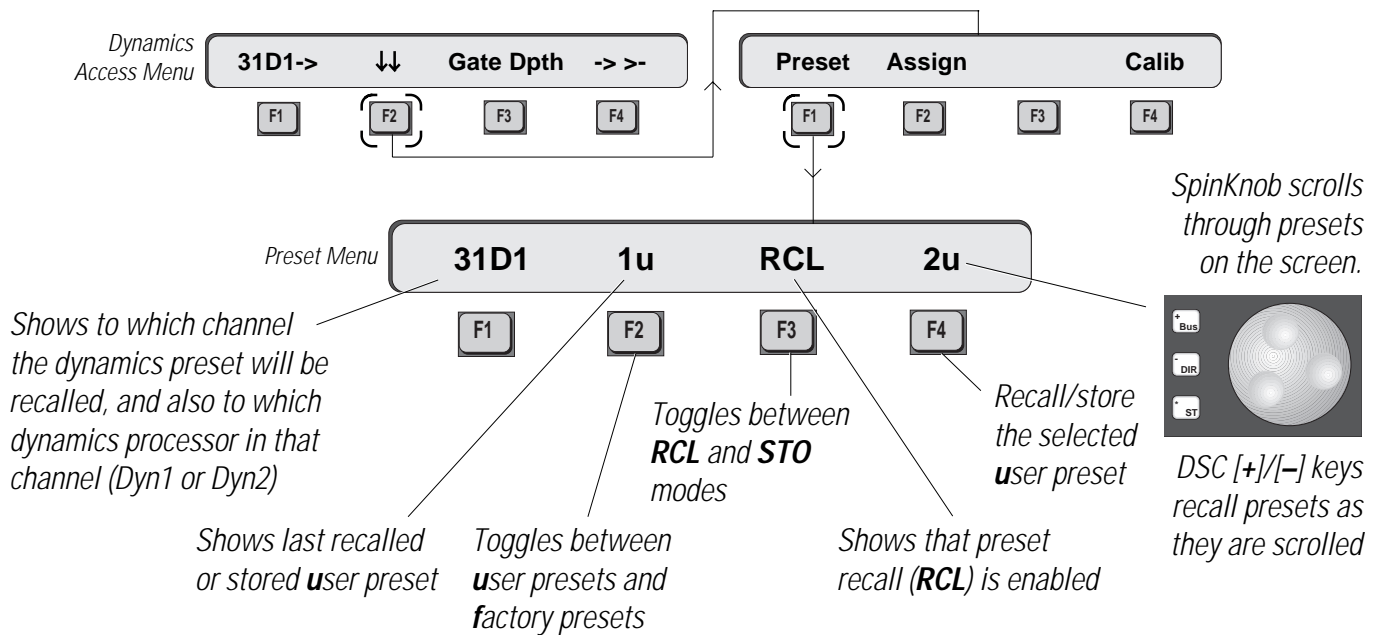 Dynamics
Access Menu
31D1-> ↓↓ Gate Dpth -> >-
F1 F2 F3 F4
Preset Assign Calib
F1 F2 F3 F4
Preset Menu
31D1 1u RCL 2u
F1 F2 F3 F4
SpinKnob scrolls
through presets
on the screen.
+ Bus
- DIR
* ST
DSC [+]/[–] keys
recall presets as
they are scrolled
Shows to which channel
the dynamics preset will be
recalled, and also to which
dynamics processor in that
channel (Dyn1 or Dyn2)
Shows last recalled
or stored user preset
Toggles between
user presets and
factory presets
Toggles between
RCL and STO
modes
Shows that preset
recall (RCL) is enabled
Recall/store
the selected
user preset